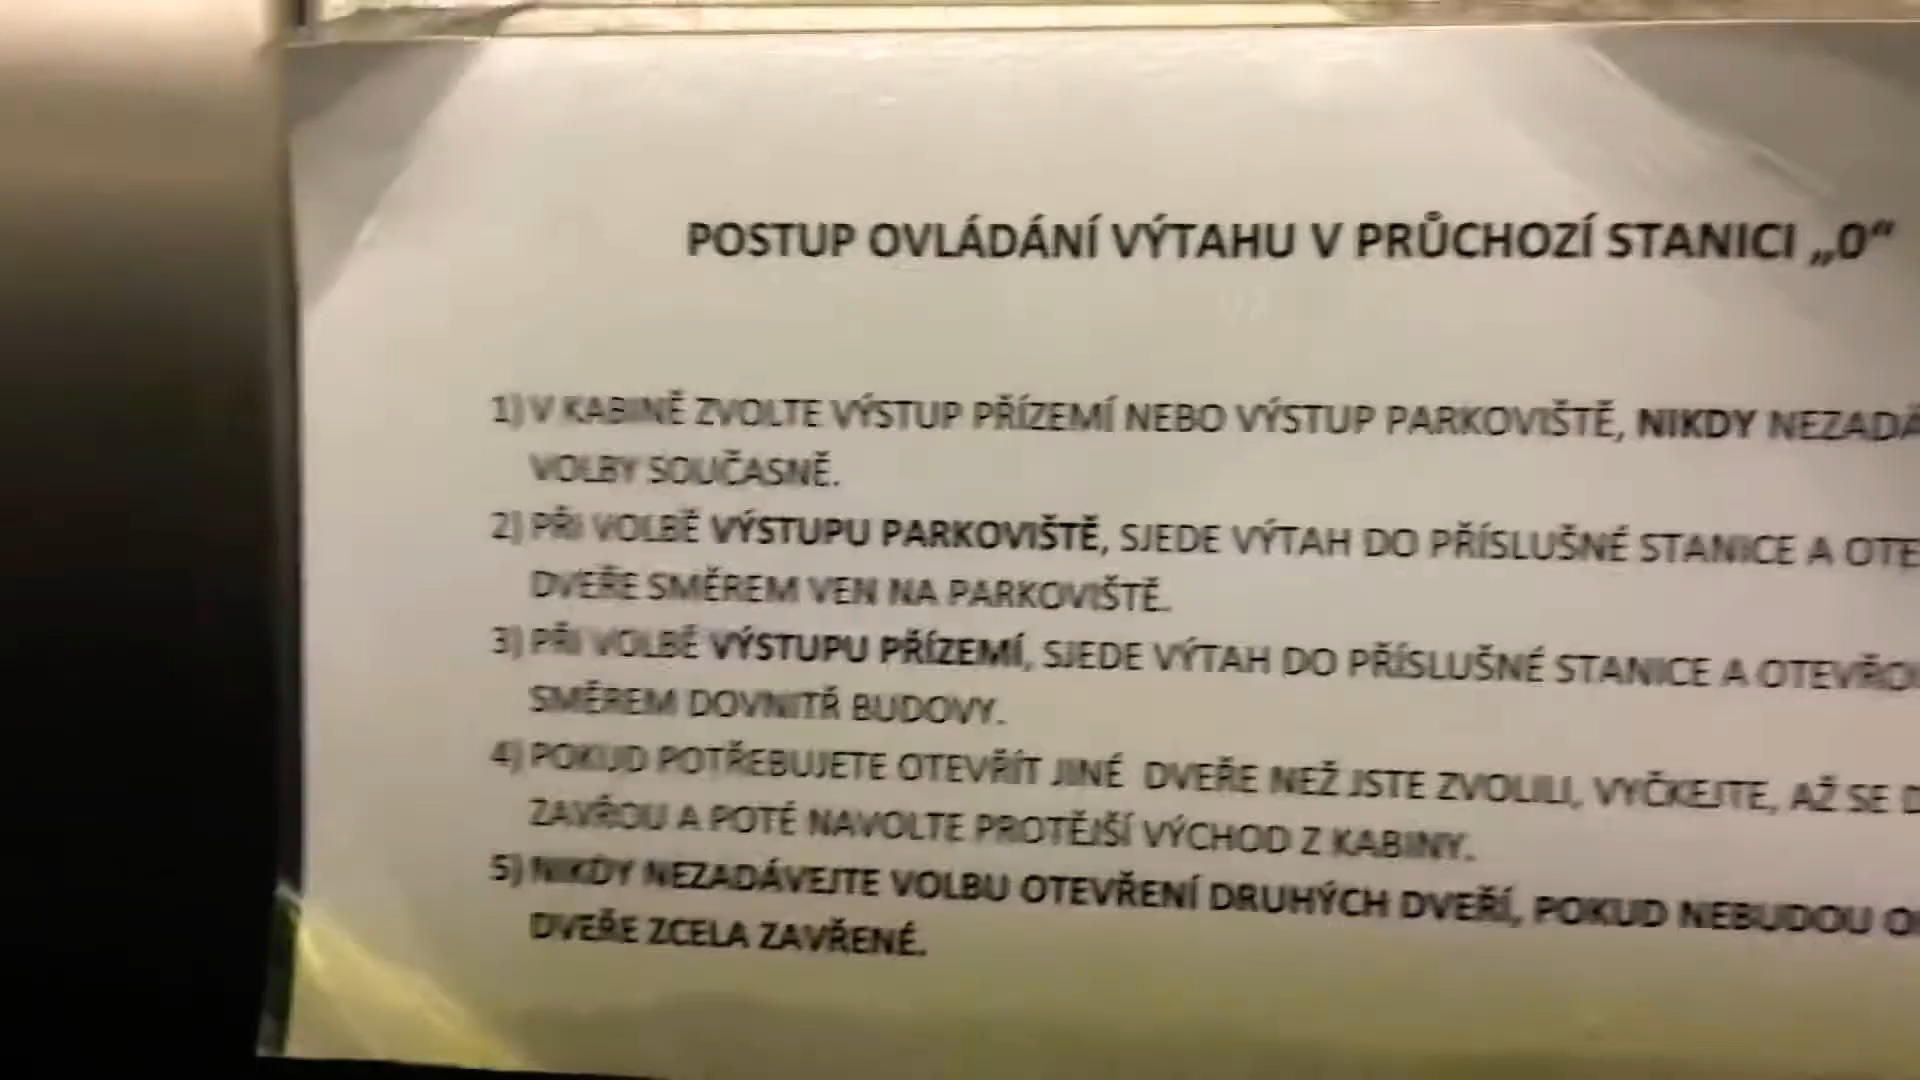 POSTUP OVLÁDÁNÍ VÝTAHU V PRŮCHOZÍ STANICI „0“
1) V KABINĚ ZVOLTE VÝSTUP PŘÍZEMÍ NEBO VÝSTUP PARKOVIŠTĚ, NIKDY
VOLBY SOUČASNĚ.
2) PŘI VOLBĚ VÝSTUPU PARKOVIŠTĚ, SJEDE VÝTAH DO PŘÍSLUŠNÉ STANICE A
DVEŘE SMĚREM VEN NA PARKOVIŠTĚ.
3) PŘI VOLBĚ VÝSTUPU PŘÍZEMÍ, SJEDE VÝTAH DO PŘÍSLUŠNÉ STANICE A
SMĚREM DOVNITŘ BUDOVY.
4) POKUD POTŘEBUJETE OTEVŘÍT JINÉ DVEŘE NEŽ JSTE ZVOLILI, VYČKEJTE, AŽ SE
ZAVŘOU A POTÉ NAVOLTE PROTĚJŠÍ VÝCHOD Z KABINY.
5) NIKDY NEZADÁVEJTE VOLBU OTEVŘENÍ DRUHÝCH DVEŘÍ, POKUD NEBUDOU
DVEŘE ZCELA ZAVŘENÉ.